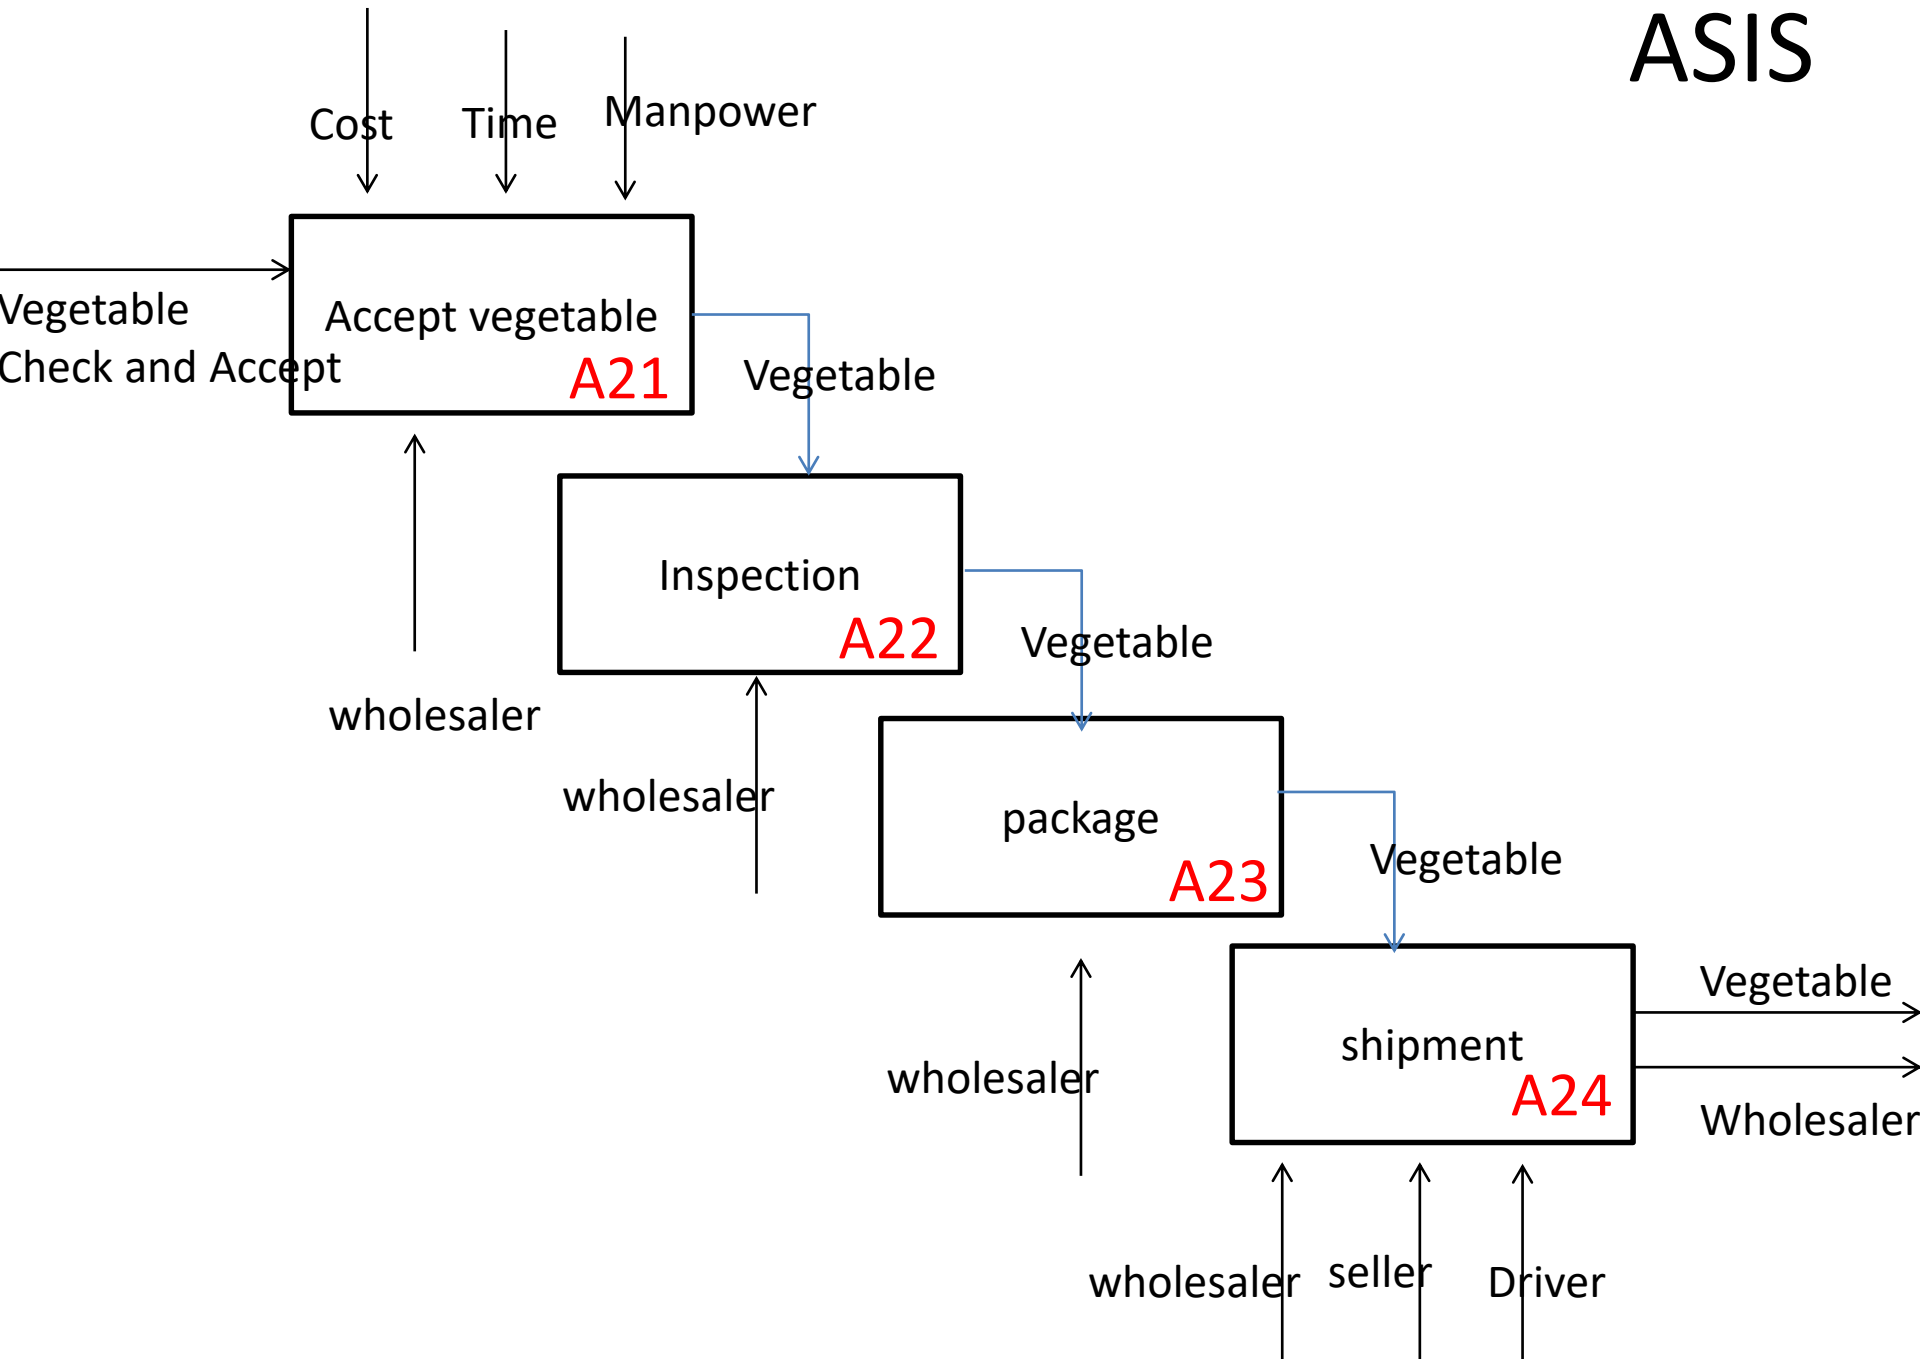 ASIS
Cost
Time
Manpower
Vegetable
Check and Accept
Accept vegetable
A21
Vegetable
Inspection
A22
Vegetable
wholesaler
wholesaler
package
A23
Vegetable
wholesaler
shipment
A24
Vegetable
Wholesaler
wholesaler
seller
Driver